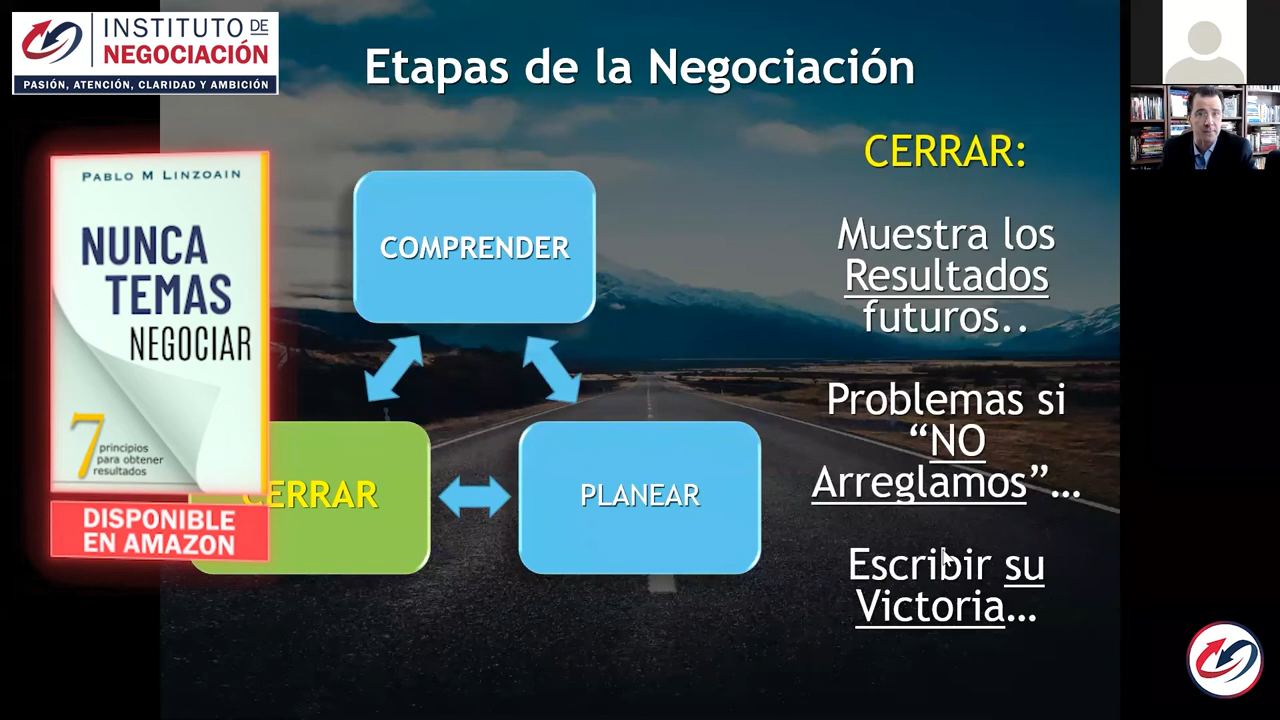 INSTITUTO DE
NEGOCIACIÓN
PASIÓN, ATENCIÓN, CLARIDAD Y AMBICIÓN
Etapas de la Negociación
PABLO M LINZOAIN
NUNCA
TEMAS
NEGOCIAR
7 principios
para obtener
resultados
DISPONIBLE
EN AMAZON
COMPRENDER
CERRAR
PLANEAR
CERRAR:
Muestra los
Resultados
futuros..
Problemas si
“NO
Arreglamos”…
Escribir su
Victoria…